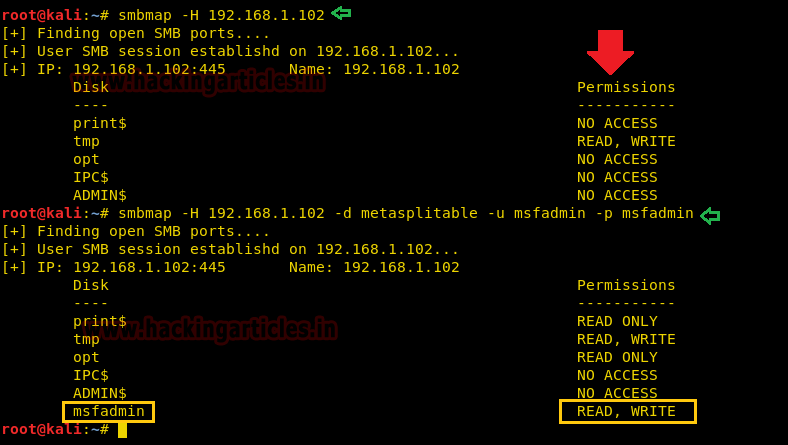 root@kali:~# smbmap -H 192.168.1.102
[+] Finding open SMB ports....
[+] User SMB session establishd on 192.168.1.102...
[+] IP: 192.168.1.102:445 Name: 192.168.1.102
www.hackingarticles.in
Disk Permissions
---- -----------
print$ NO ACCESS
tmp READ, WRITE
opt NO ACCESS
IPC$ NO ACCESS
ADMIN$ NO ACCESS
root@kali:~# smbmap -H 192.168.1.102 -d metasplitable -u msfadmin -p msfadmin
[+] Finding open SMB ports....
[+] User SMB session establishd on 192.168.1.102...
[+] IP: 192.168.1.102:445 Name: 192.168.1.102
Disk Permissions
---- -----------
print$ READ ONLY
www.hackingarticles.in
tmp READ, WRITE
opt READ ONLY
IPC$ NO ACCESS
ADMIN$ NO ACCESS
msfadmin READ, WRITE
root@kali:~#